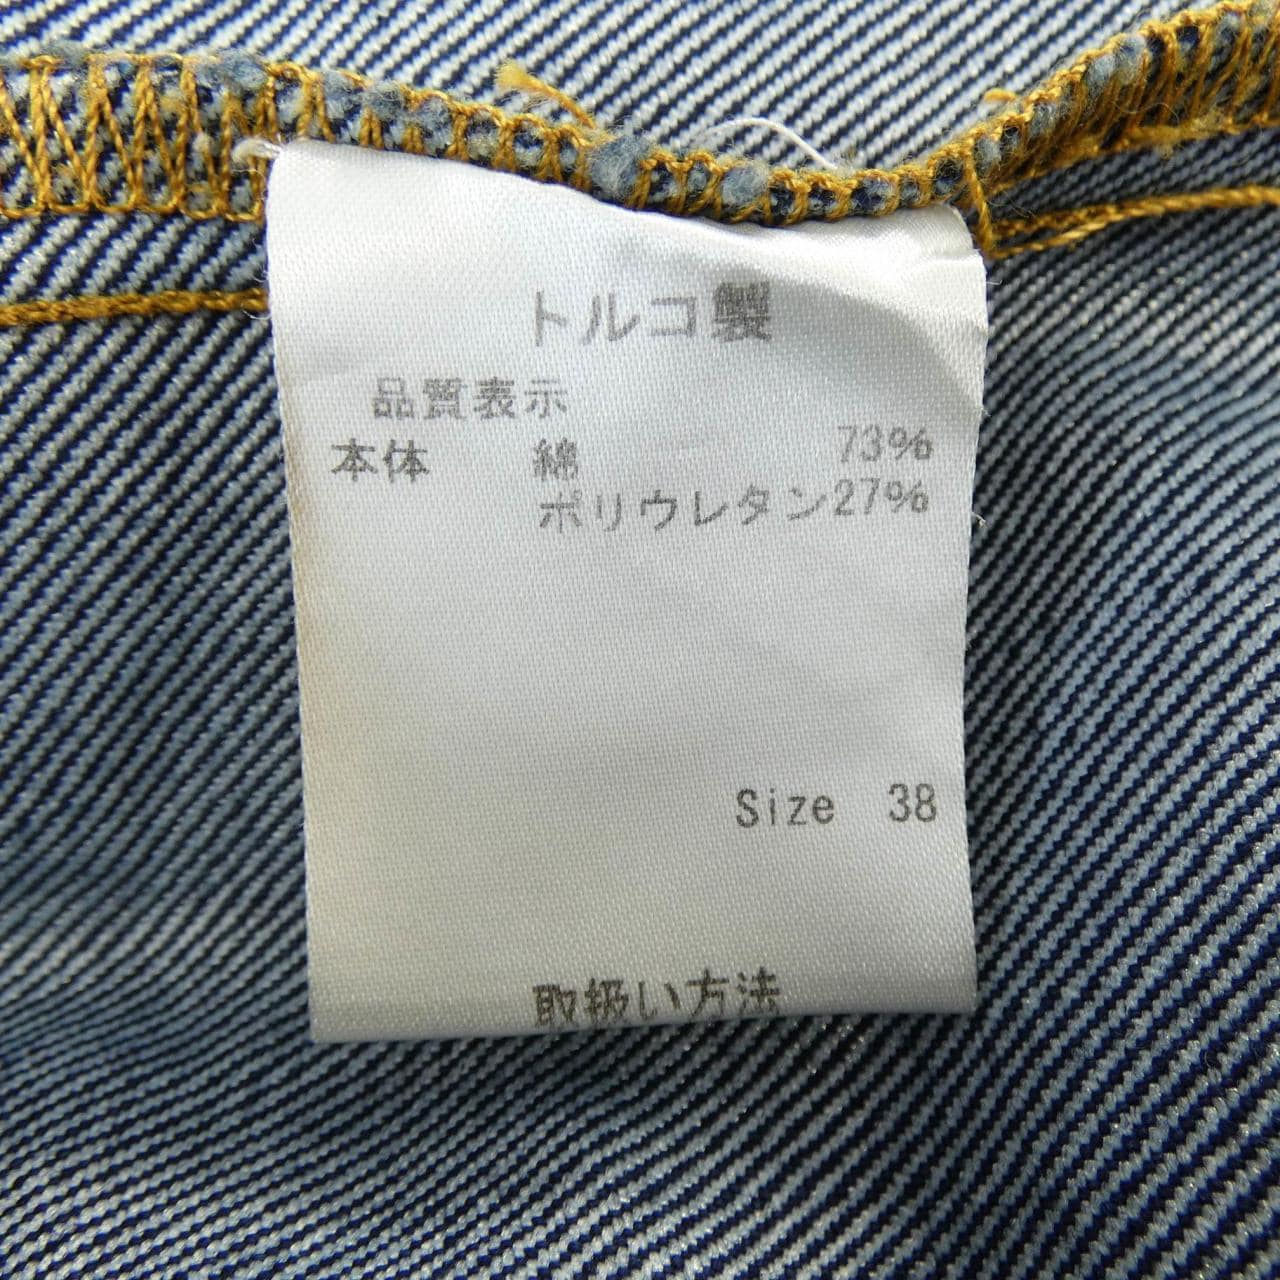 トルコ製
品質表示
本体 綿 73%
ポリウレタン27%
Size 38
取扱い方法